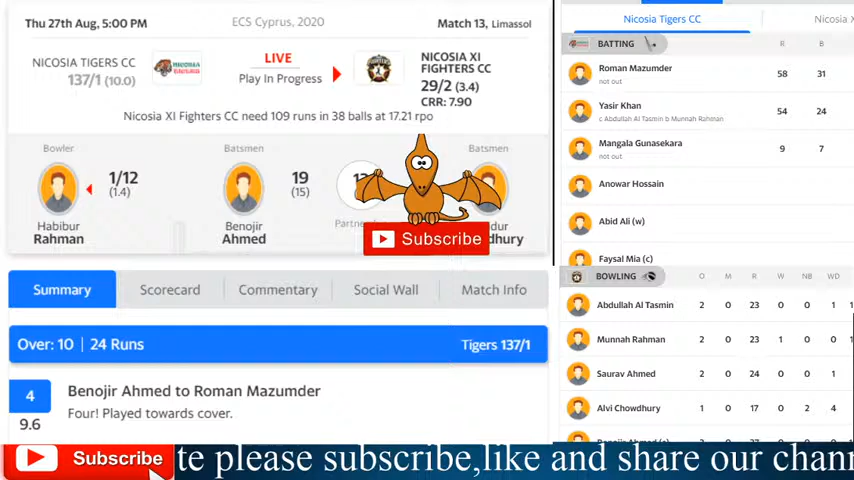 Thu 27th Aug, 5:00 PM
ECS Cyprus, 2020
Match 13, Limassol
NICOSIA TIGERS CC
137/1 (10.0)
LIVE
Play In Progress
NICOSIA XI
FIGHTERS CC
29/2 (3.4)
CRR: 7.90
Nicosia XI Fighters CC need 109 runs in 38 balls at 17.21 rpo
Bowler
1/12
(1.4)
Habibur
Rahman
Batsmen
19
(15)
Benojir
Ahmed
Batsmen
Subscribe
Summary
Scorecard
Commentary
Social Wall
Match Info
Over: 10 | 24 Runs
Tigers 137/1
4
9.6
Benojir Ahmed to Roman Mazumder
Four! Played towards cover.
Nicosia Tigers CC
Nicosia X
BATTING R B
Roman Mazumder 58 31
not out
Yasir Khan 54 24
c Abdullah Al Tasmin b Munnah Rahman
Mangala Gunasekara 9 7
not out
Anowar Hossain
Abid Ali (w)
Faysal Mia (c)
BOWLING O M R W NB WD
Abdullah Al Tasmin 2 0 23 0 0 1
Munnah Rahman 2 0 23 1 0 0
Saurav Ahmed 2 0 24 0 0 1
Alvi Chowdhury 1 0 17 0 2 4
Subscribe
te please subscribe,like and share our chann